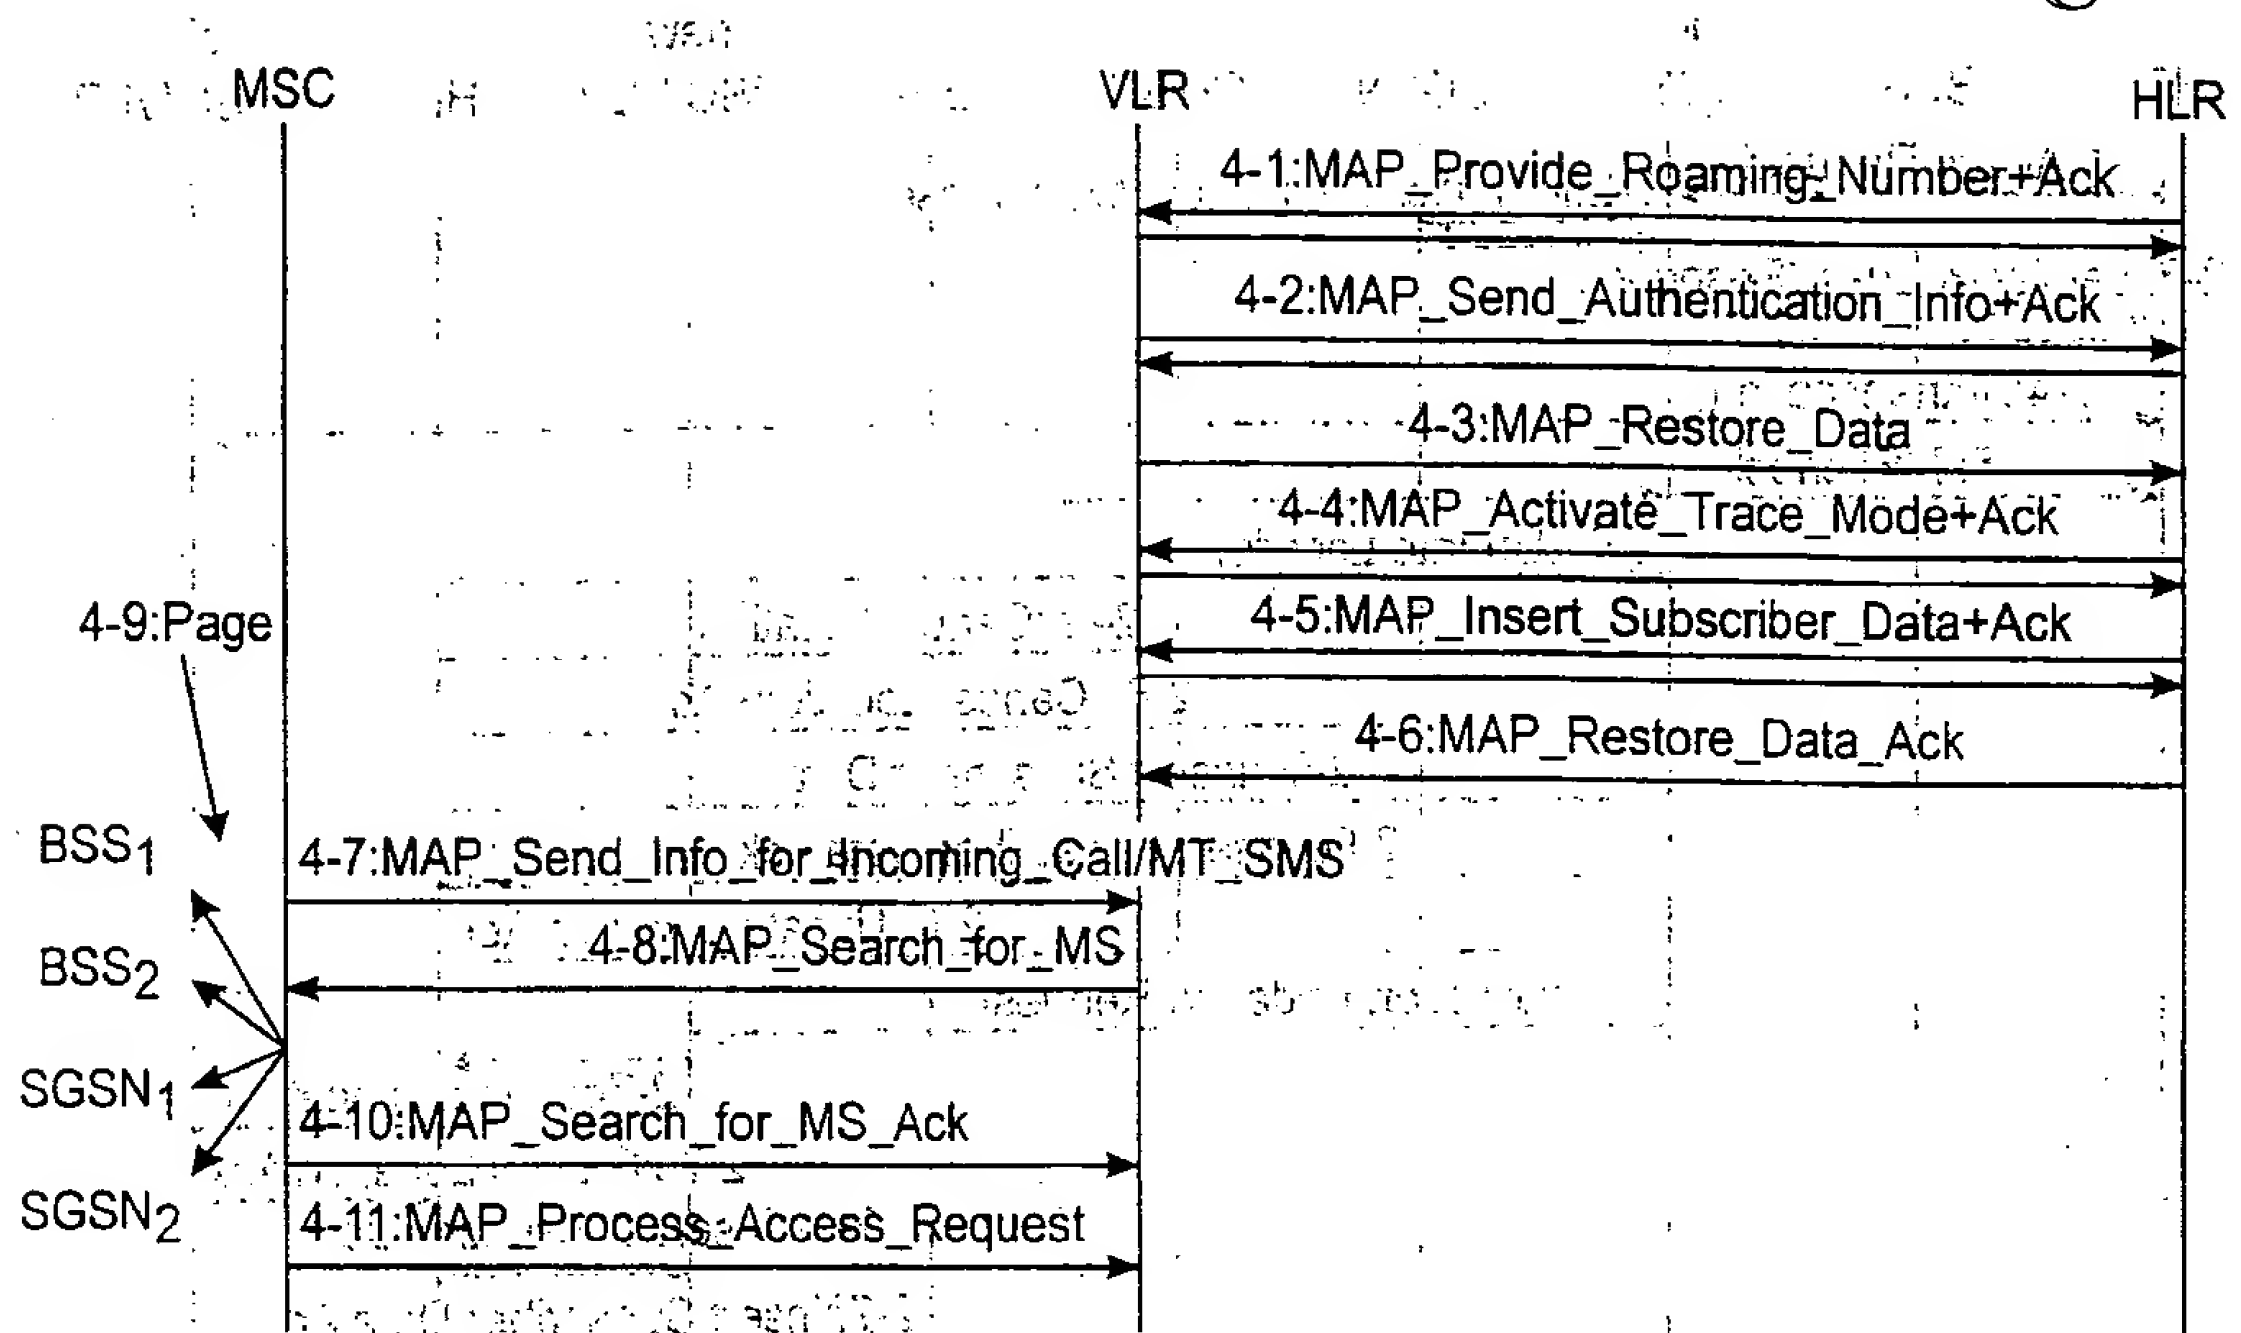 MSC
VLR
HLR
4-1:MAP_Provide_Roaming_Number+Ack
4-2:MAP_Send_Authentication_Info+Ack
4-3:MAP_Restore_Data
4-4:MAP_Activate_Trace_Mode+Ack
4-9:Page
4-5:MAP_Insert_Subscriber_Data+Ack
4-6:MAP_Restore_Data_Ack
BSS1
4-7:MAP_Send_Info_for_Incoming_Call/MT_SMS
BSS2
4-8:MAP_Search_for_MS
SGSN1
4-10:MAP_Search_for_MS_Ack
SGSN2
4-11:MAP_Process_Access_Request